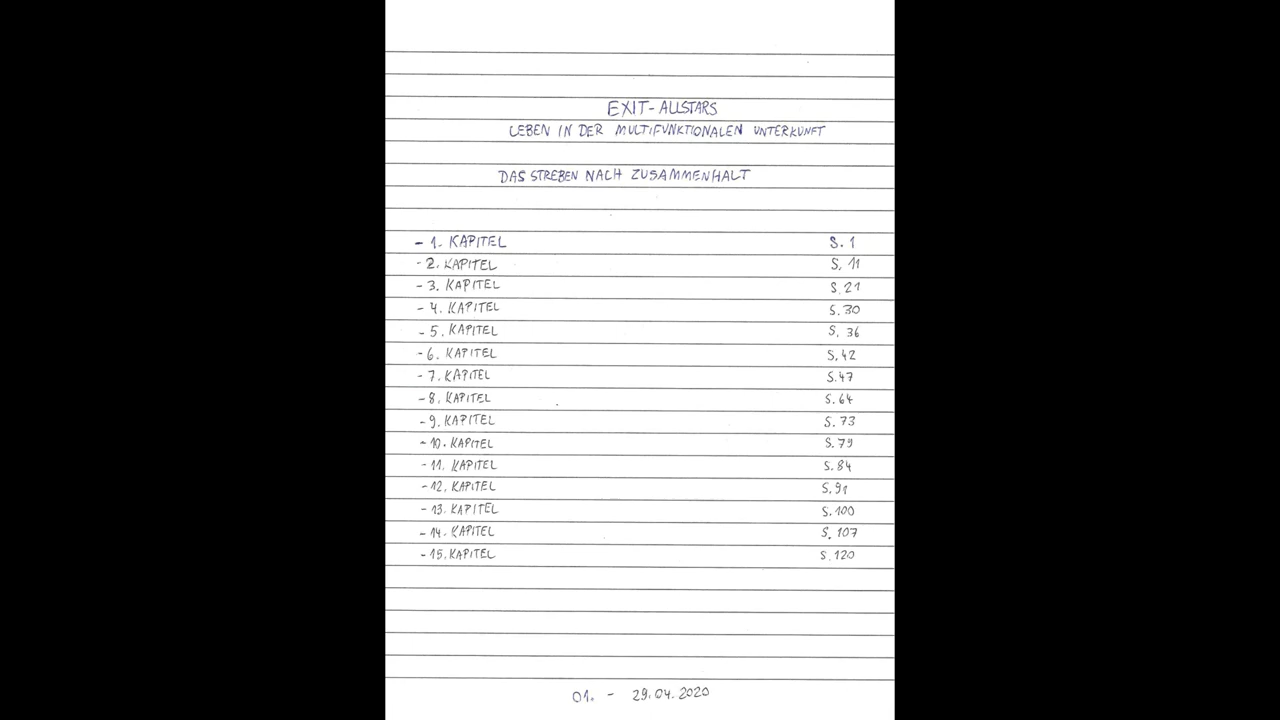 EXIT-ALLSTARS
LEBEN IN DER MULTIFUNKTIONALEN UNTERKUNFT
DAS STREBEN NACH ZUSAMMENHALT
- 1. KAPITEL S. 1
- 2. KAPITEL S. 11
- 3. KAPITEL S. 21
- 4. KAPITEL S. 30
- 5. KAPITEL S. 36
- 6. KAPITEL S. 42
- 7. KAPITEL S. 47
- 8. KAPITEL S. 64
- 9. KAPITEL S. 73
- 10. KAPITEL S. 79
- 11. KAPITEL S. 84
- 12. KAPITEL S. 91
- 13. KAPITEL S. 100
- 14. KAPITEL S. 107
- 15. KAPITEL S. 120
01. - 29.04.2020